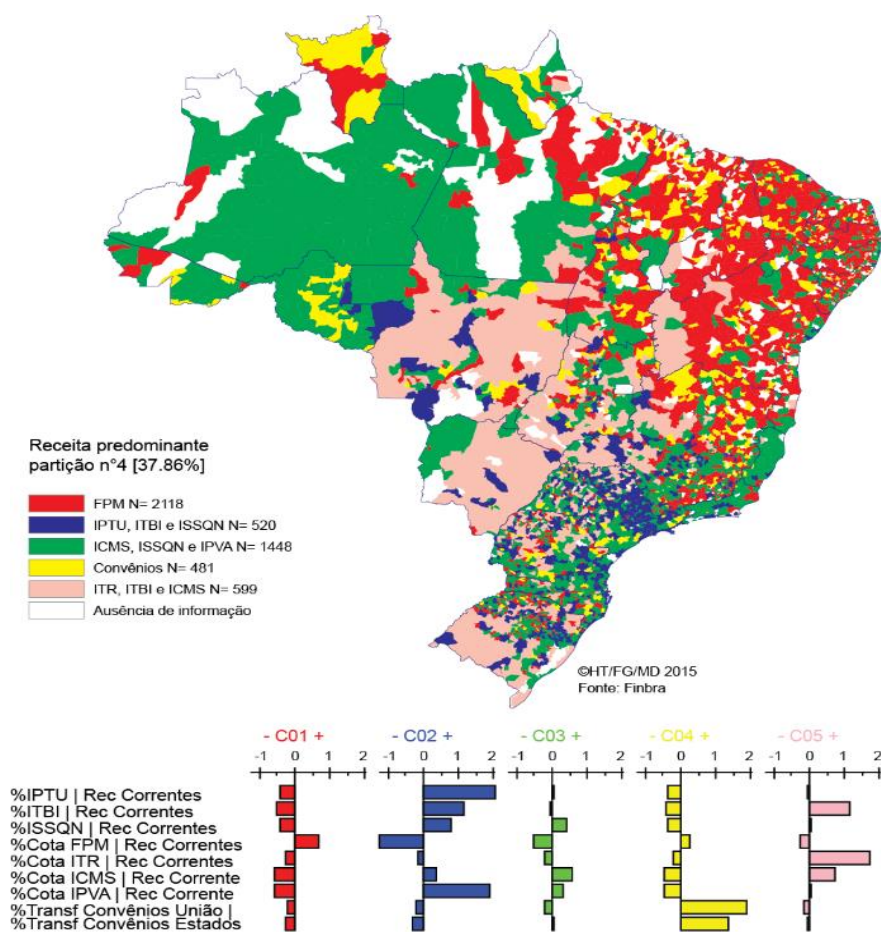 Receita predominante
partição n°4 [37.86%]
FPM N= 2118
IPTU, ITBI e ISSQN N= 520
ICMS, ISSQN e IPVA N= 1448
Convênios N= 481
ITR, ITBI e ICMS N= 599
Ausência de informação
©HT/FG/MD 2015
Fonte: Finbra
- C01 + - C02 + - C03 + - C04 + - C05 +
-1 0 1 2 -1 0 1 2 -1 0 1 2 -1 0 1 2 -1 0 1 2
%IPTU | Rec Correntes
%ITBI | Rec Correntes
%ISSQN | Rec Correntes
%Cota FPM | Rec Correntes
%Cota ITR | Rec Correntes
%Cota ICMS | Rec Corrente
%Cota IPVA | Rec Corrente
%Transf Convênios União |
%Transf Convênios Estados